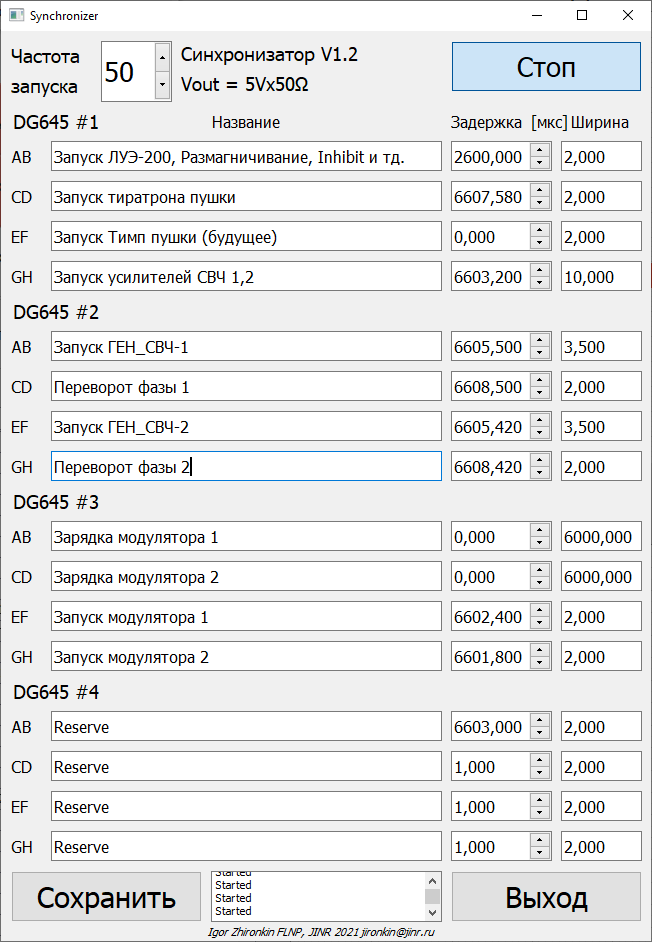 Synchronizer
Частота запуска 50 Синхронизатор V1.2 Vout = 5Vx50Ω Стоп
DG645 #1 Название Задержка [мкс] Ширина
AB Запуск ЛУЭ-200, Размагничивание, Inhibit и тд. 2600,000 2,000
CD Запуск тиратрона пушки 6607,580 2,000
EF Запуск Тимп пушки (будущее) 0,000 2,000
GH Запуск усилителей СВЧ 1,2 6603,200 10,000
DG645 #2
AB Запуск ГЕН_СВЧ-1 6605,500 3,500
CD Переворот фазы 1 6608,500 2,000
EF Запуск ГЕН_СВЧ-2 6605,420 3,500
GH Переворот фазы 2 6608,420 2,000
DG645 #3
AB Зарядка модулятора 1 0,000 6000,000
CD Зарядка модулятора 2 0,000 6000,000
EF Запуск модулятора 1 6602,400 2,000
GH Запуск модулятора 2 6601,800 2,000
DG645 #4
AB Reserve 6603,000 2,000
CD Reserve 1,000 2,000
EF Reserve 1,000 2,000
GH Reserve 1,000 2,000
Сохранить
Started
Started
Started
Started
Выход
Igor Zhironkin FLNP, JINR 2021 jironkin@jinr.ru